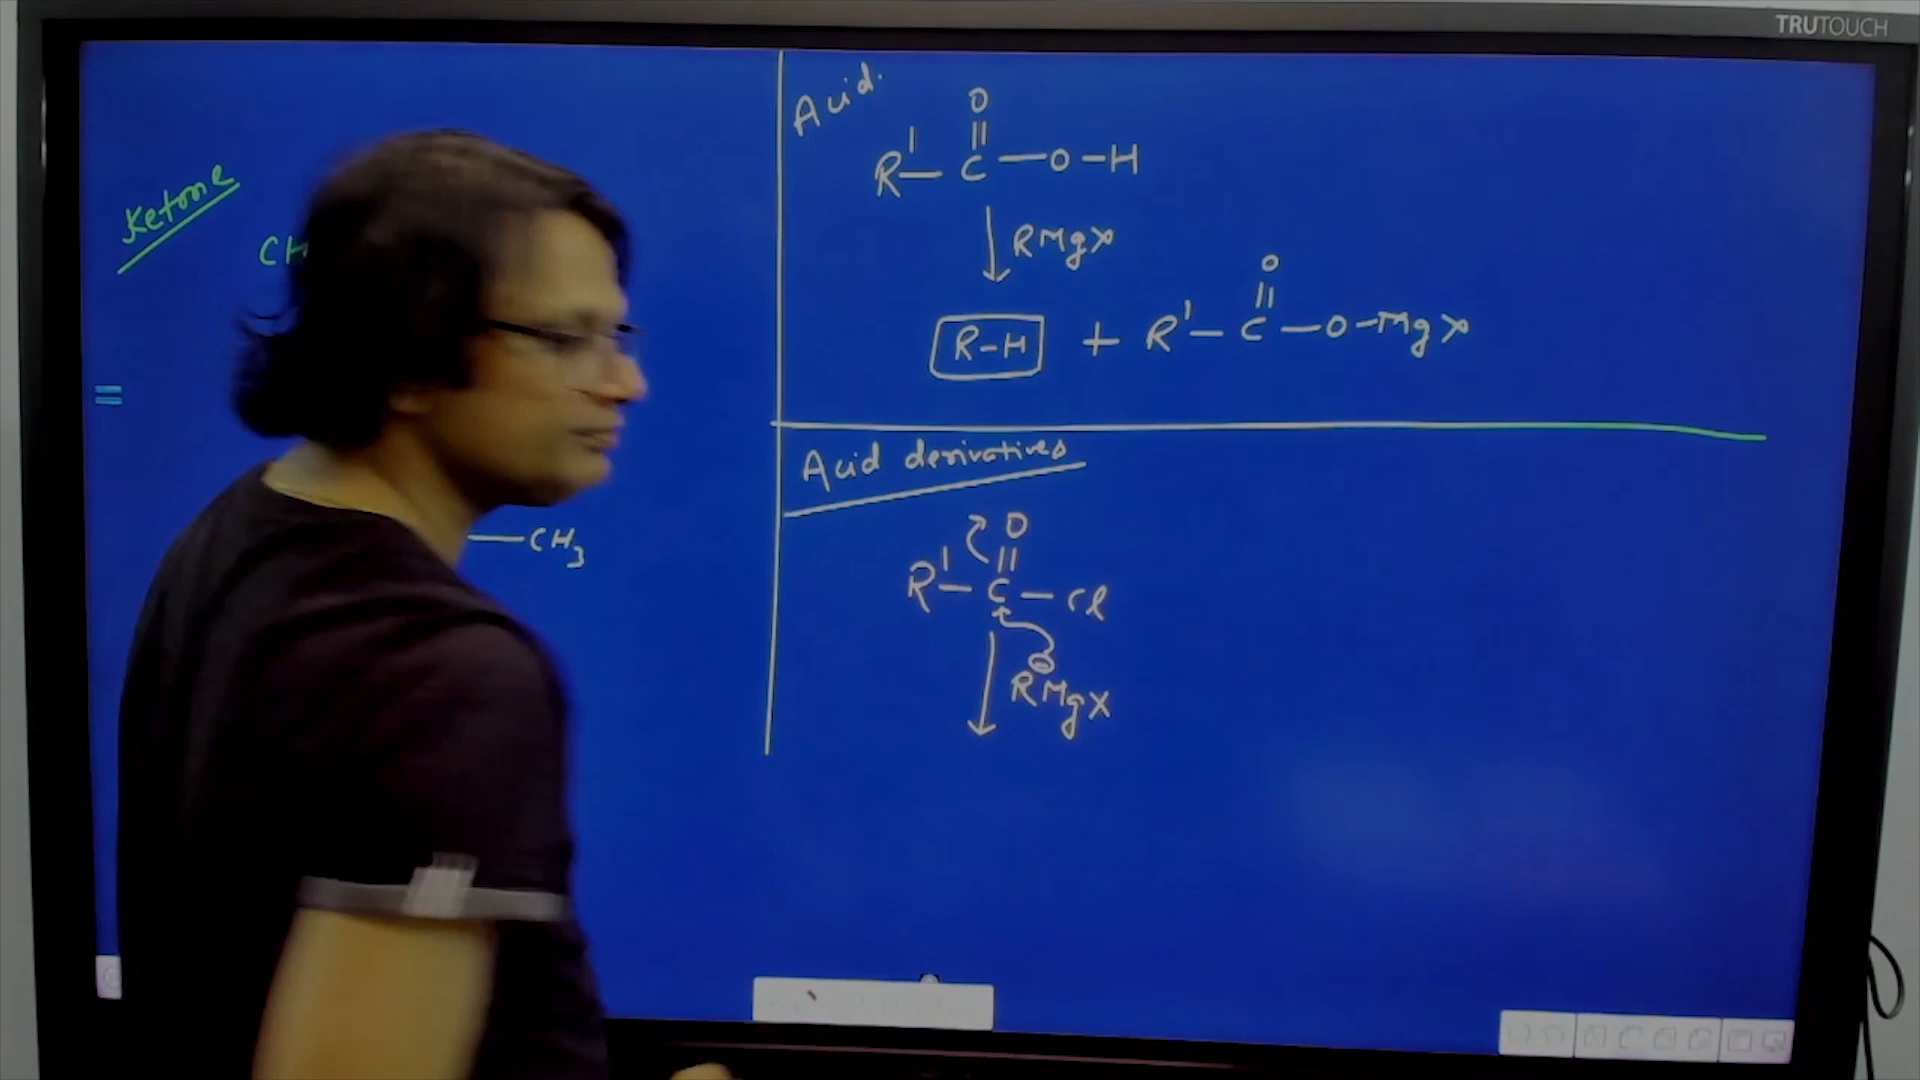 TRUTOUCH
Ketone
CH
—CH3
Acid.
O
||
R'— C —O–H
↓ RMgX
O
||
R–H + R'— C —O–MgX
Acid derivatives
O
||
R'— C — Cl
⊖
↓ RMgX